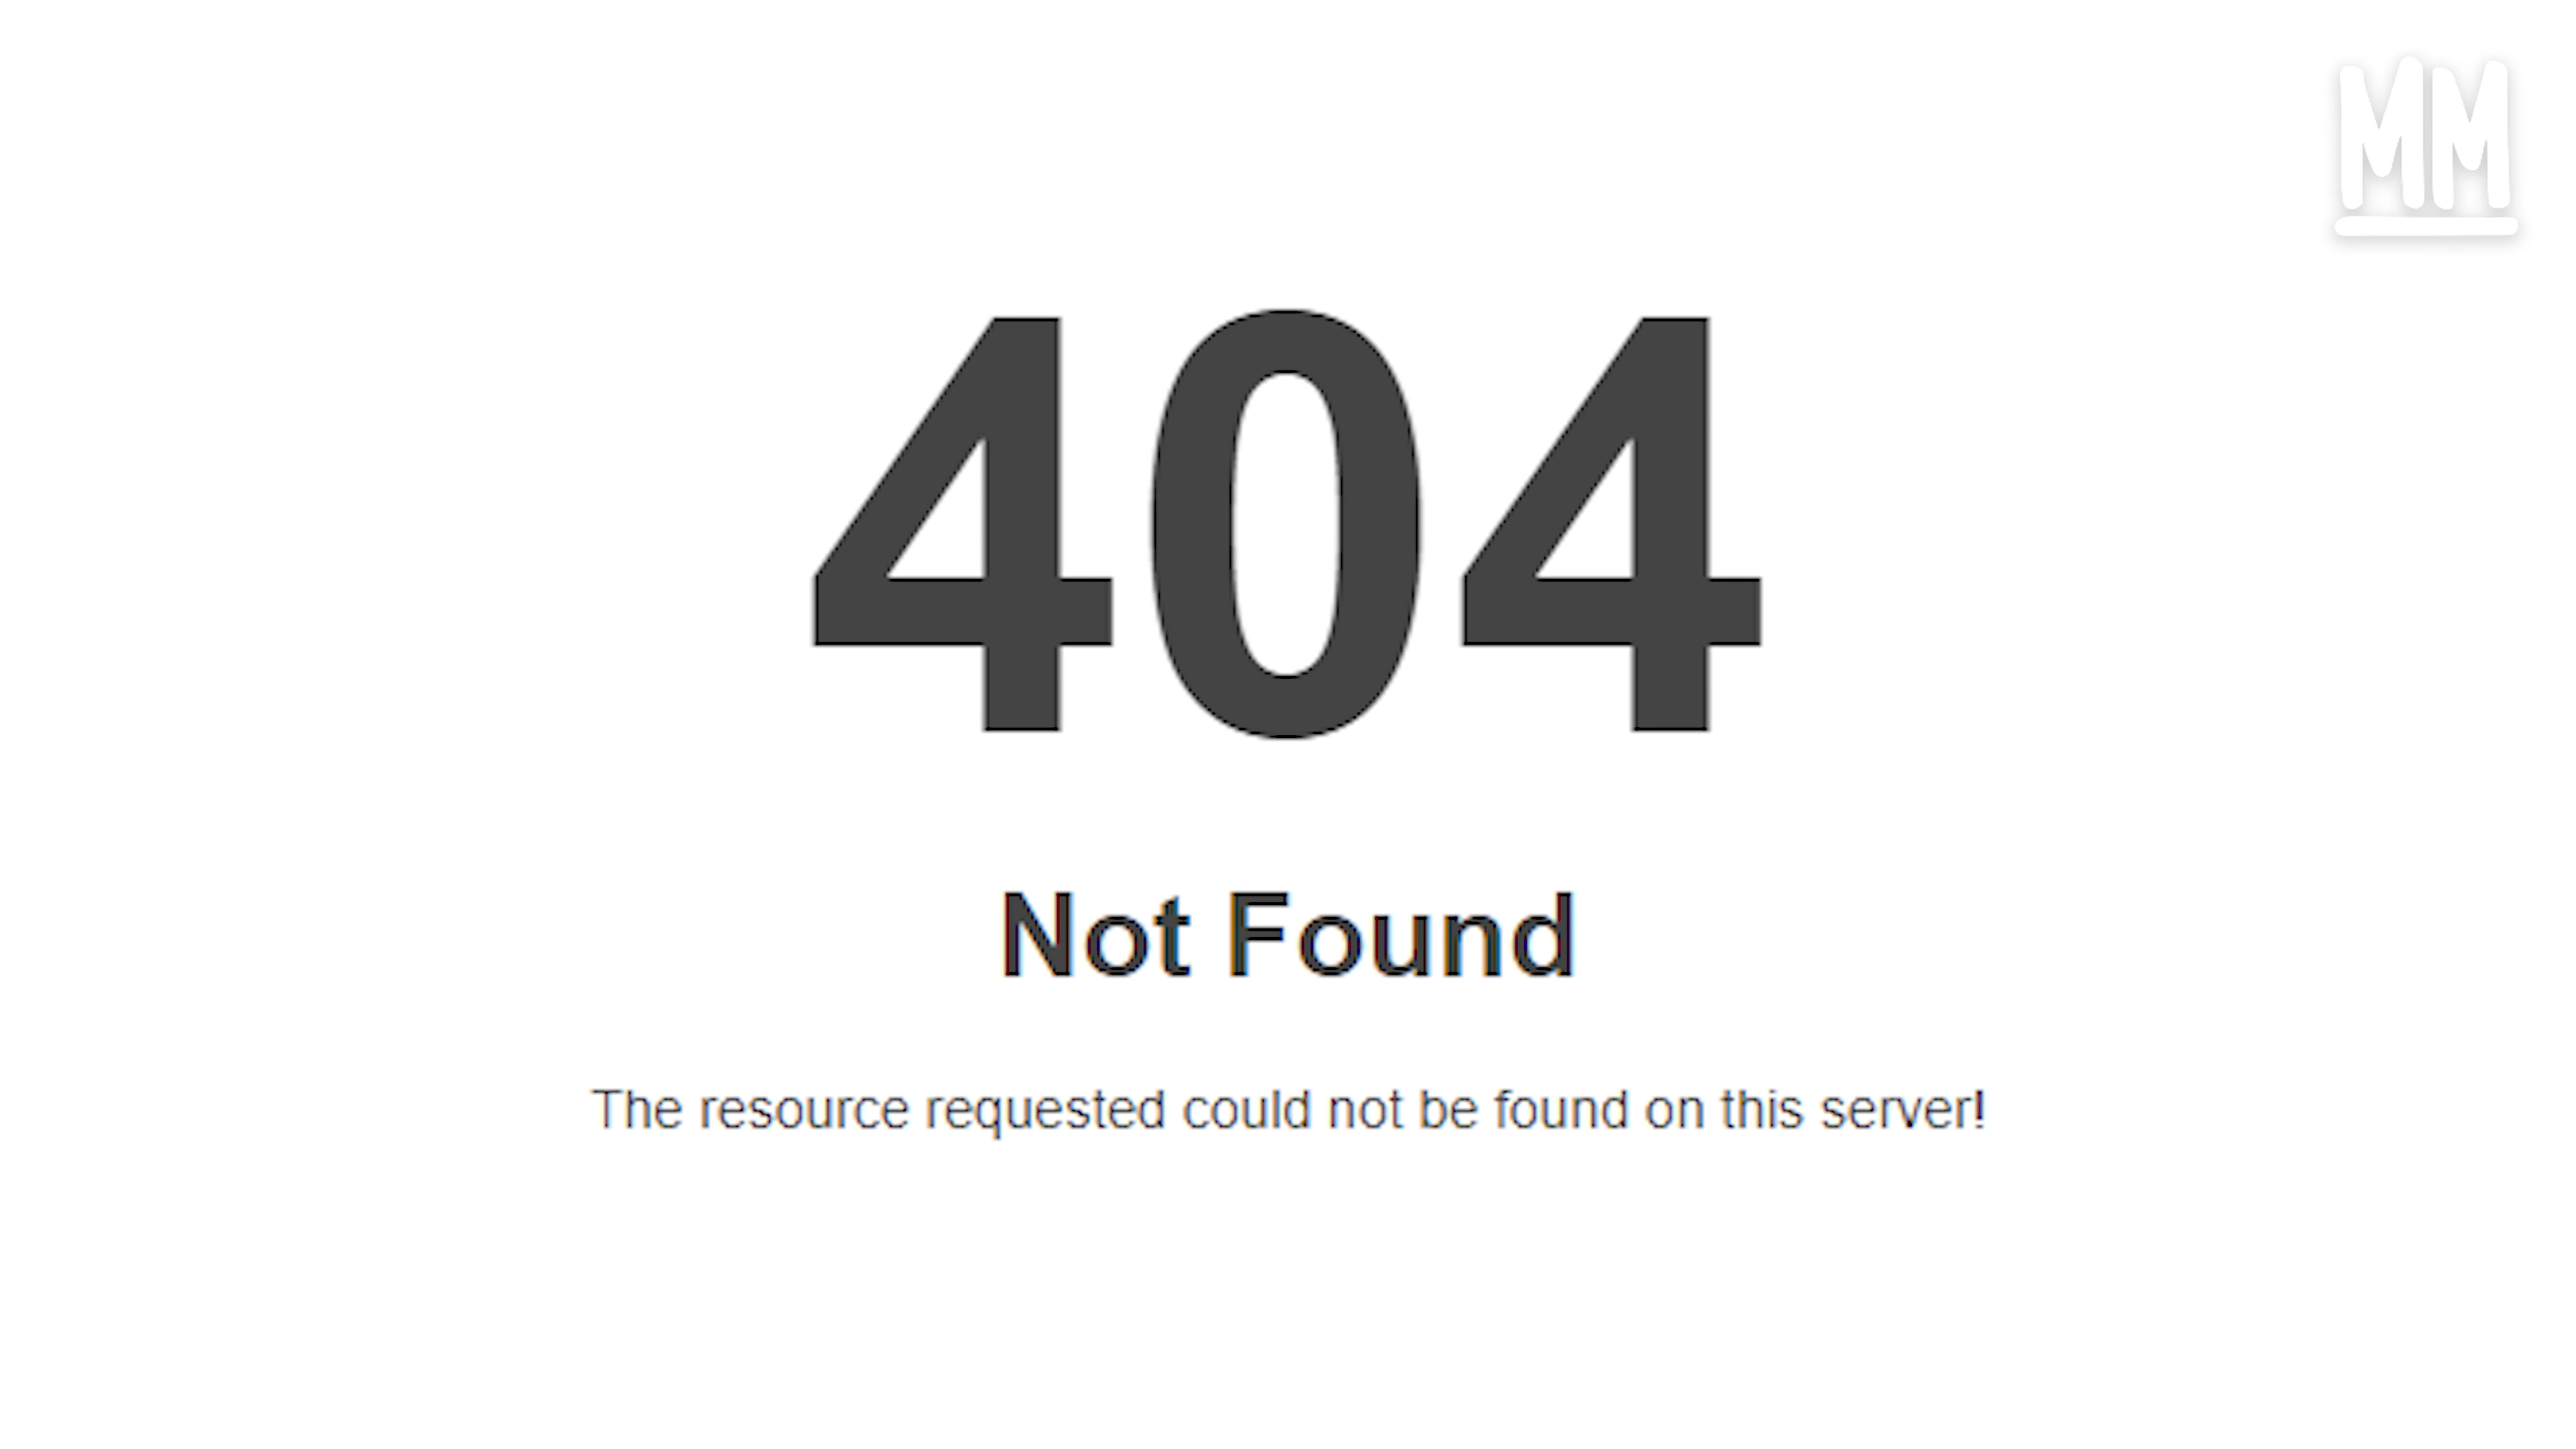 MM
404
Not Found
The resource requested could not be found on this server!